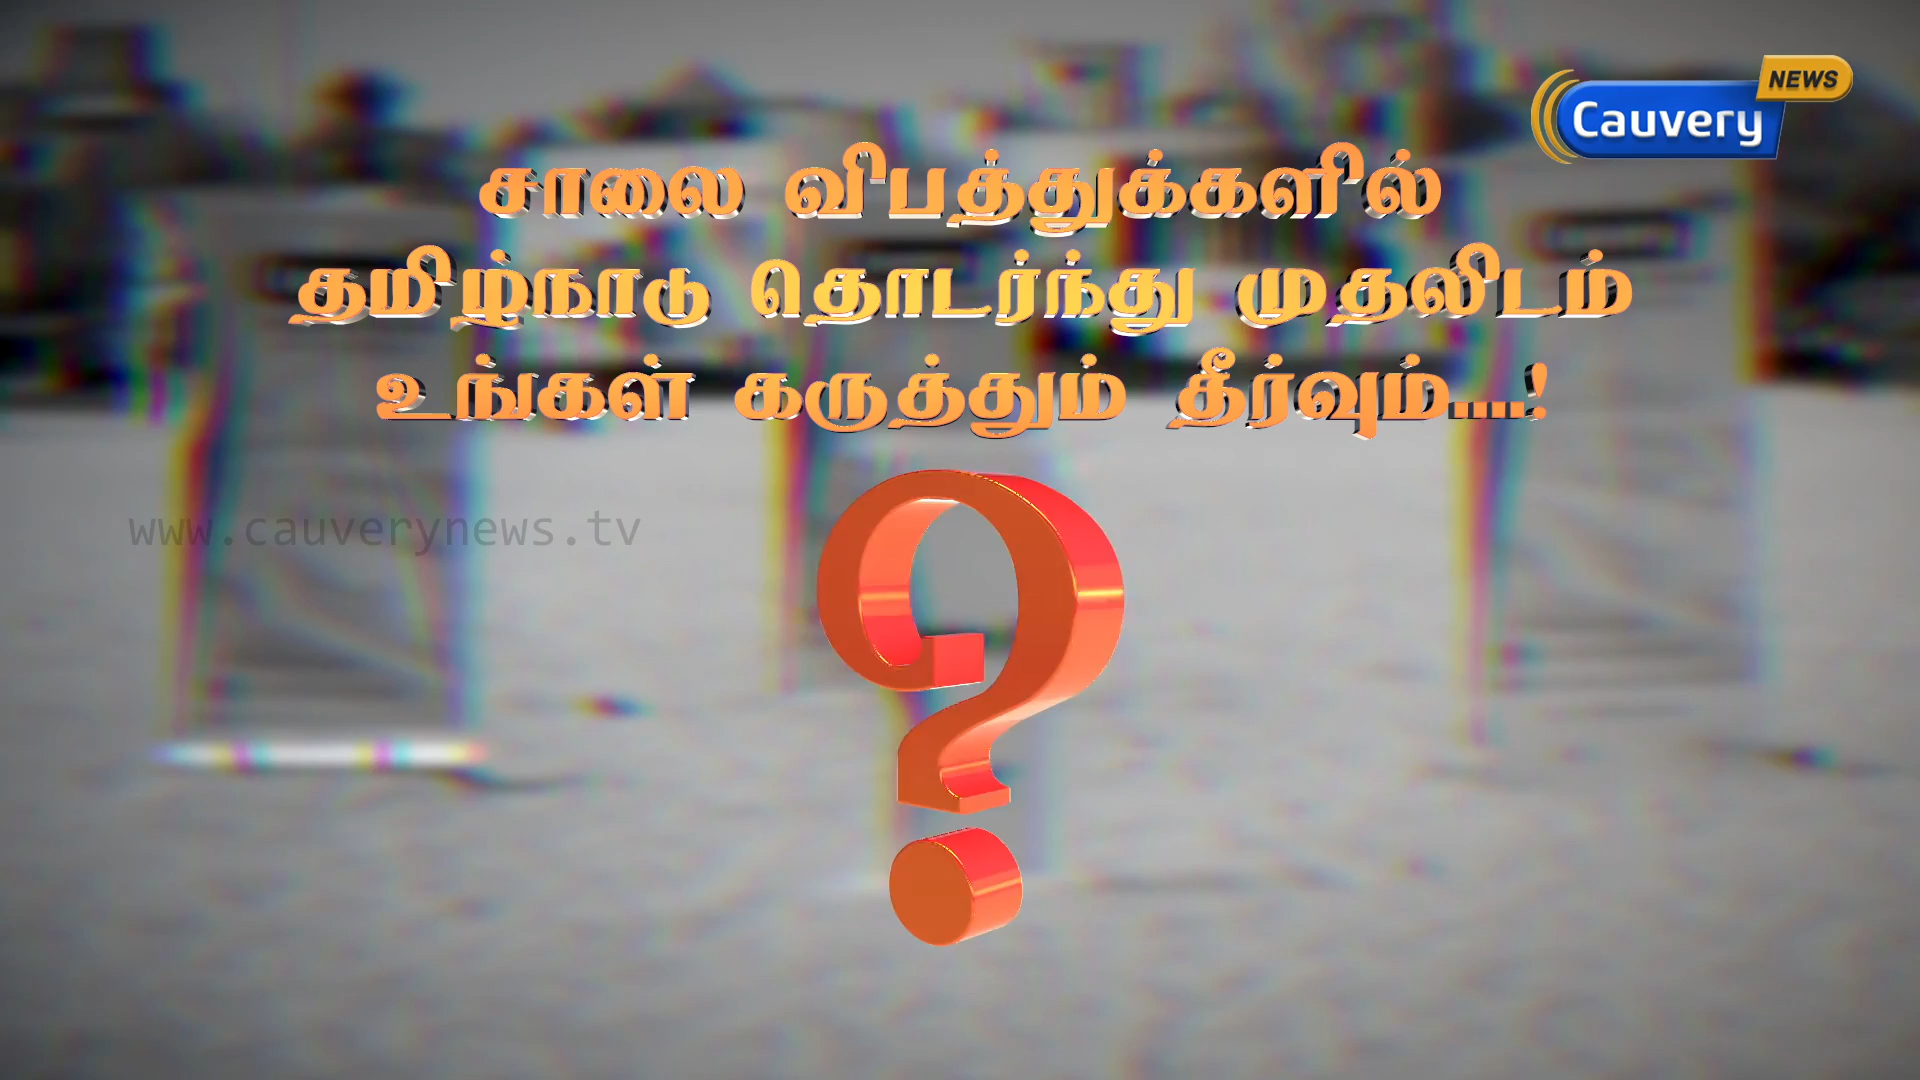 NEWS
Cauvery
சாலை விபத்துக்களில்
தமிழ்நாடு தொடர்ந்து முதலிடம்
உங்கள் கருத்தும் தீர்வும்....!
?
www.cauverynews.tv